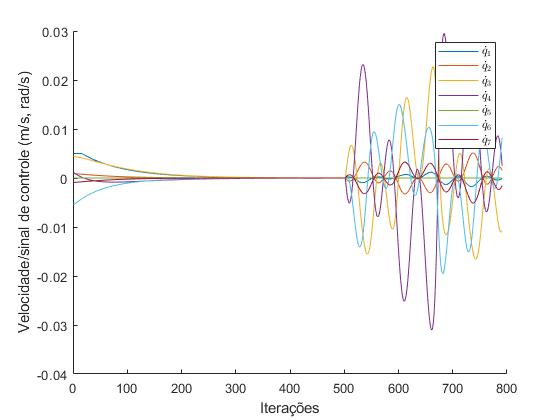 0.03
0.02
0.01
0
-0.01
-0.02
-0.03
-0.04
Velocidade/sinal de controle (m/s, rad/s)
q̇₁
q̇₂
q̇₃
q̇₄
q̇₅
q̇₆
q̇₇
0 100 200 300 400 500 600 700 800
Iterações